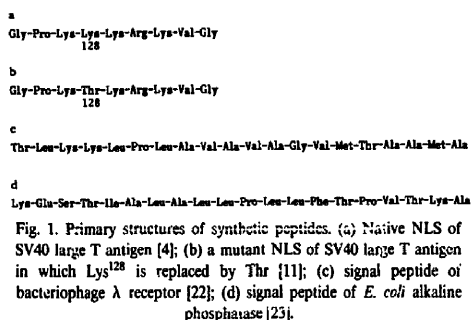 a
Gly-Pro-Lys-Lys-Lys-Arg-Lys-Val-Gly
128
b
Gly-Pro-Lys-Thr-Lys-Arg-Lys-Val-Gly
128
c
Thr-Leu-Lys-Lys-Leu-Pro-Leu-Ala-Val-Ala-Val-Ala-Gly-Val-Met-Thr-Ala-Ala-Met-Ala
d
Lys-Glu-Ser-Thr-Ile-Ala-Leu-Ala-Leu-Leu-Pro-Leu-Leu-Phe-Thr-Pro-Val-Thr-Lys-Ala
Fig. 1. Primary structures of synthetic peptides. (a) Native NLS of
SV40 large T antigen [4]; (b) a mutant NLS of SV40 large T antigen
in which Lys128 is replaced by Thr [11]; (c) signal peptide of
bacteriophage λ receptor [22]; (d) signal peptide of E. coli alkaline
phosphatase [23].